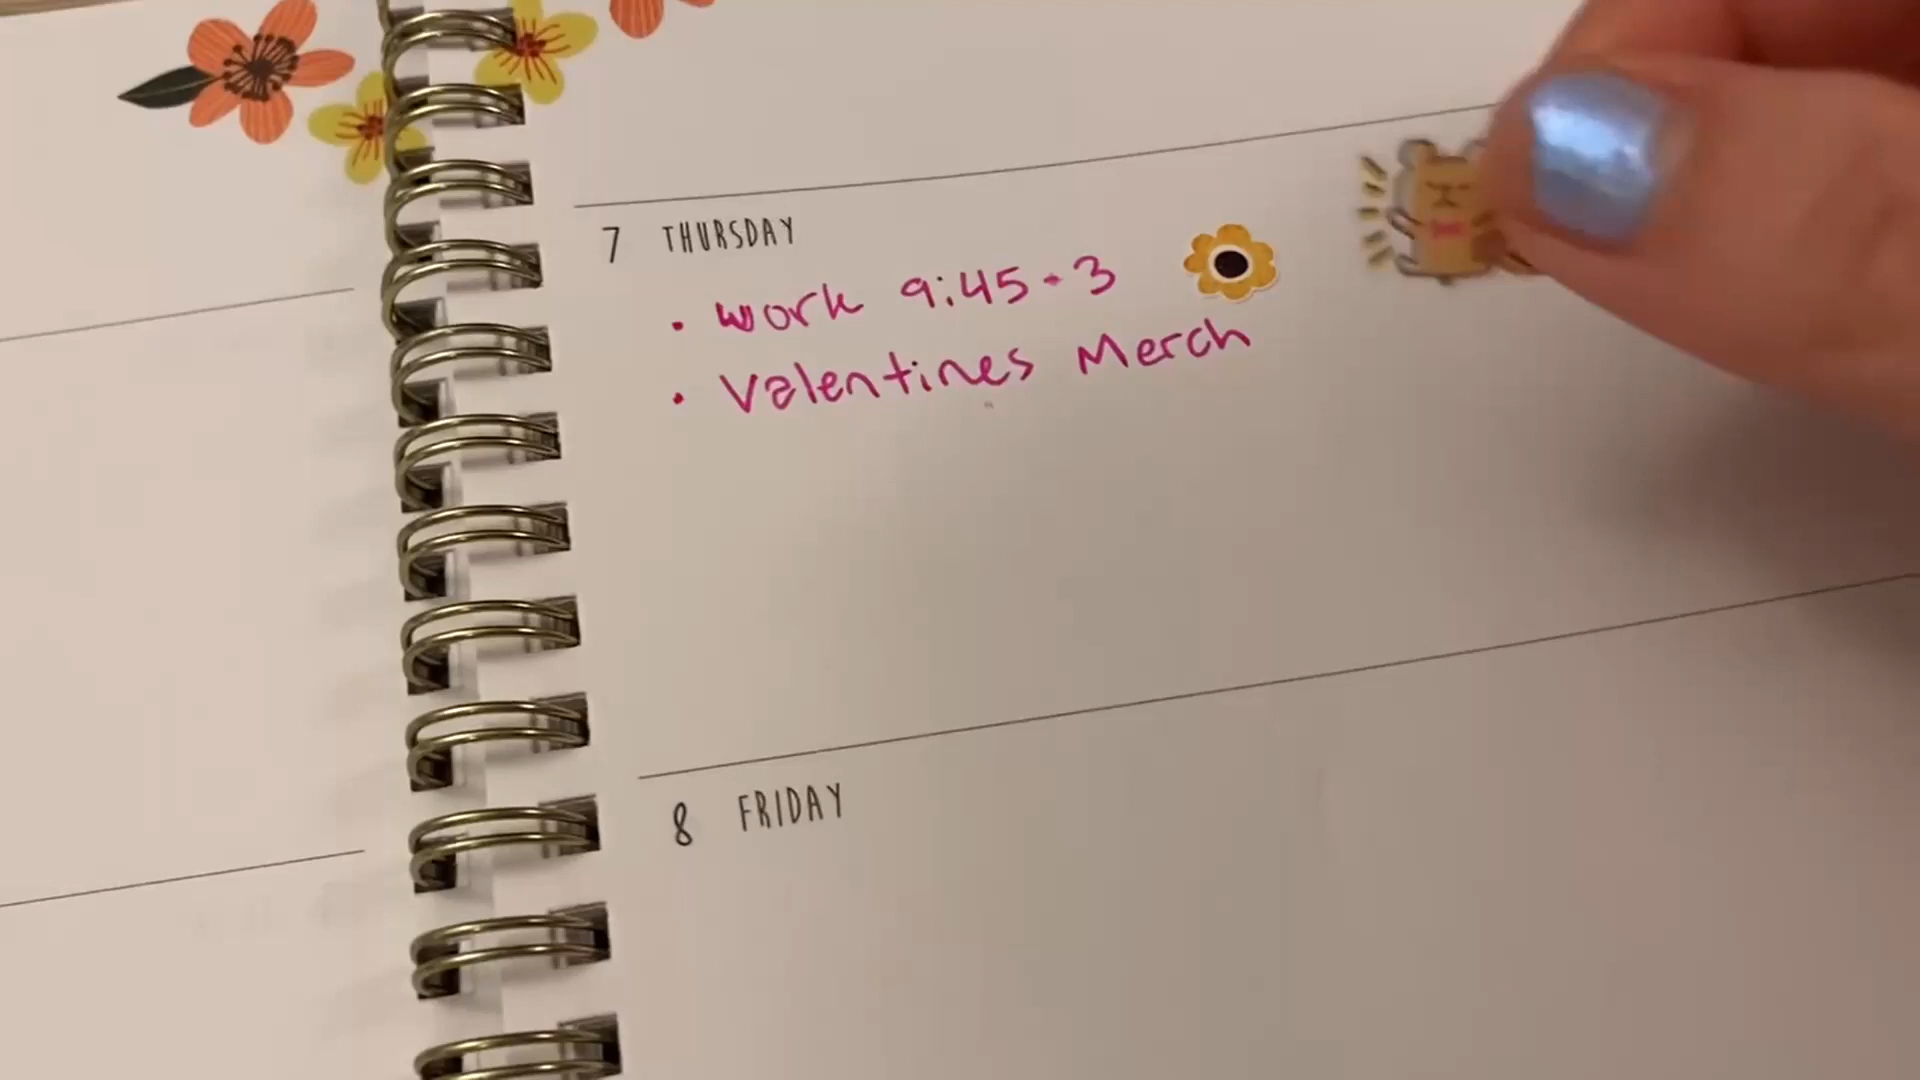 7 THURSDAY
• work 9:45-3
• Valentines Merch
8 FRIDAY